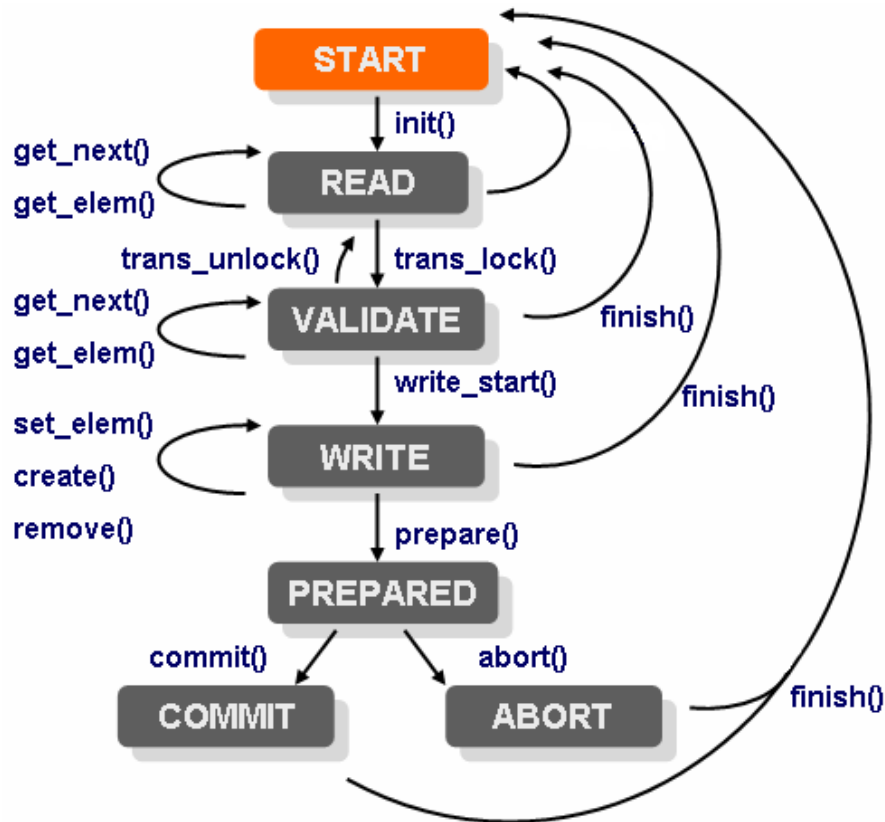 START
init()
get_next()
READ
get_elem()
trans_unlock()
trans_lock()
get_next()
VALIDATE
finish()
get_elem()
write_start()
finish()
set_elem()
WRITE
create()
remove()
prepare()
PREPARED
commit()
abort()
COMMIT
ABORT
finish()